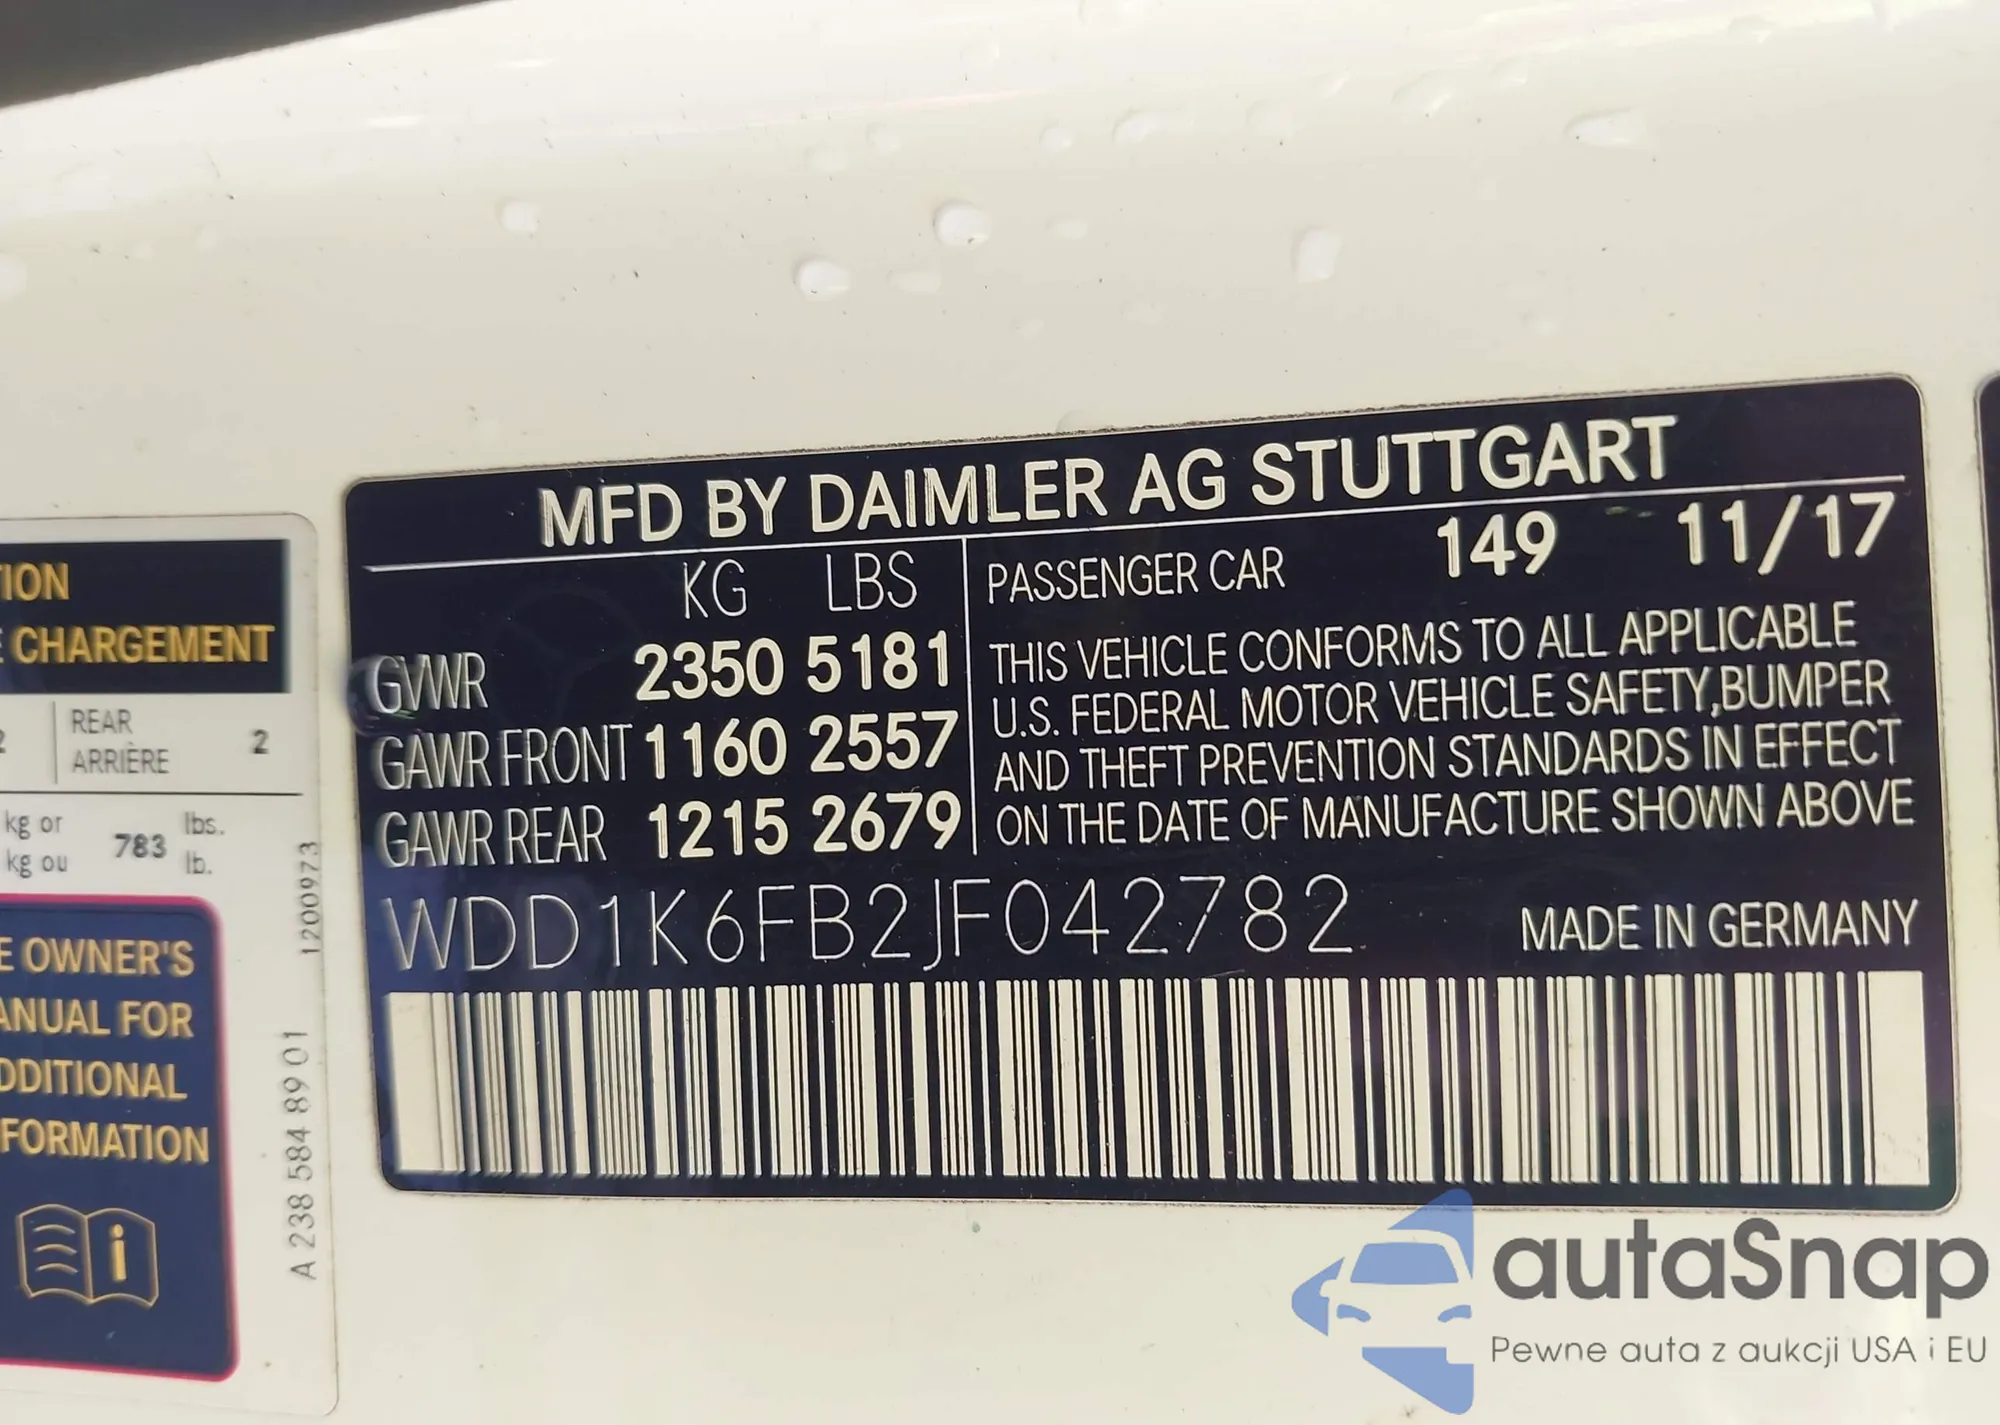 TION
E CHARGEMENT
REAR
ARRIÈRE
2
kg or
kg ou
783
lbs.
lb.
E OWNER'S
ANUAL FOR
DDITIONAL
FORMATION
i
A 238 584 89 01
1200973
MFD BY DAIMLER AG STUTTGART
KG LBS
GVWR 2350 5181
GAWR FRONT 1160 2557
GAWR REAR 1215 2679
PASSENGER CAR 149 11/17
THIS VEHICLE CONFORMS TO ALL APPLICABLE
U.S. FEDERAL MOTOR VEHICLE SAFETY,BUMPER
AND THEFT PREVENTION STANDARDS IN EFFECT
ON THE DATE OF MANUFACTURE SHOWN ABOVE
WDD1K6FB2JF042782
MADE IN GERMANY
autaSnap
Pewne auta z aukcji USA i EU